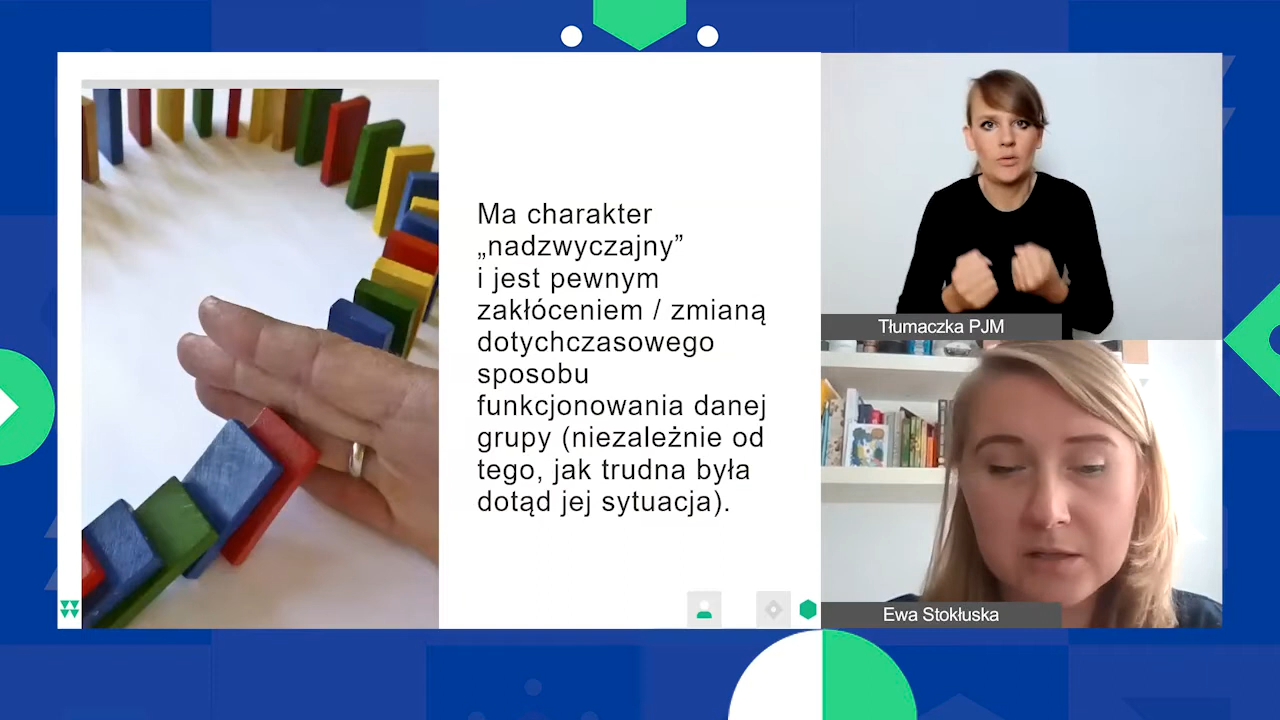 Ma charakter
„nadzwyczajny”
i jest pewnym
zakłóceniem / zmianą
dotychczasowego
sposobu
funkcjonowania danej
grupy (niezależnie od
tego, jak trudna była
dotąd jej sytuacja).
Tłumaczka PJM
Ewa Stokłuska